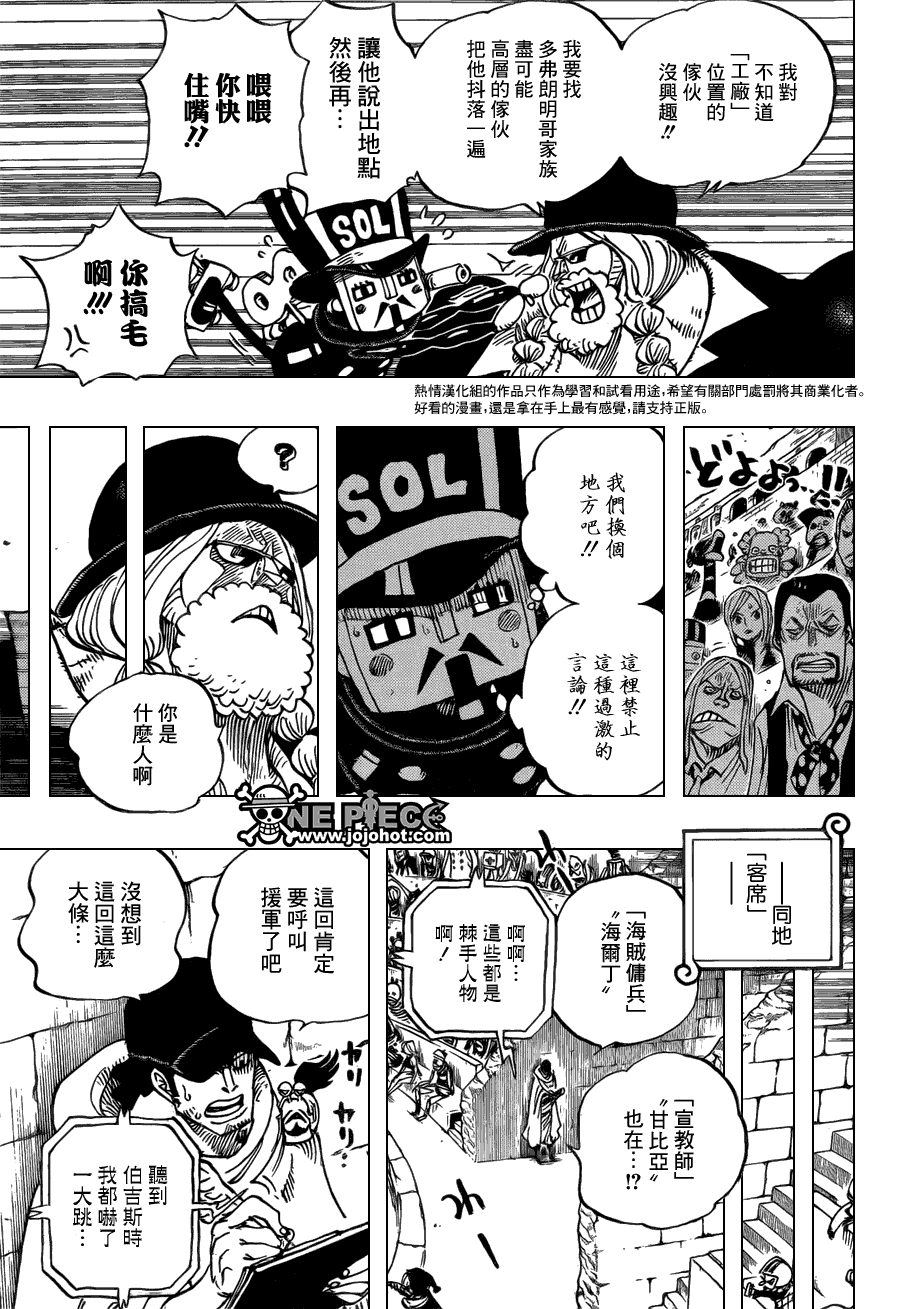 我對
不知道
「工廠」
位置的
傢伙
沒興趣!!
我要找
多弗朗明哥家族
盡可能
高層的傢伙
把他抖落一遍
讓他說出地點
然後再…
喂喂
你快
住嘴!!
SOL
你搞毛
啊!!!
熱情漢化組的作品只作為學習和試看用途,希望有關部門處罰將其商業化者。
好看的漫畫,還是拿在手上最有感覺,請支持正版。
どよよっ…!!
我們換個
地方吧!!
SOL
這裡禁止
這種過激的
言論!!
?
你是
什麼人啊
ONE PIECE
www.jojohot.com
──同地
──「客席」
「海賊傭兵」
〝海爾丁〞
啊啊…
這些都是
棘手人物
啊!
「宣教師」
〝甘比亞〞
也在…!?
這回肯定
要呼叫
援軍了吧
沒想到
這回這麼
大條…
カリ
カリ
聽到
伯吉斯時
我都嚇了
一大跳…